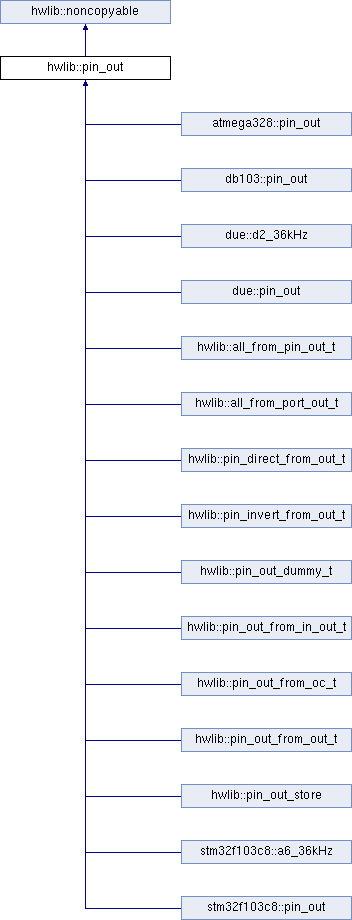 hwlib::noncopyable
hwlib::pin_out
atmega328::pin_out
db103::pin_out
due::d2_36kHz
due::pin_out
hwlib::all_from_pin_out_t
hwlib::all_from_port_out_t
hwlib::pin_direct_from_out_t
hwlib::pin_invert_from_out_t
hwlib::pin_out_dummy_t
hwlib::pin_out_from_in_out_t
hwlib::pin_out_from_oc_t
hwlib::pin_out_from_out_t
hwlib::pin_out_store
stm32f103c8::a6_36kHz
stm32f103c8::pin_out